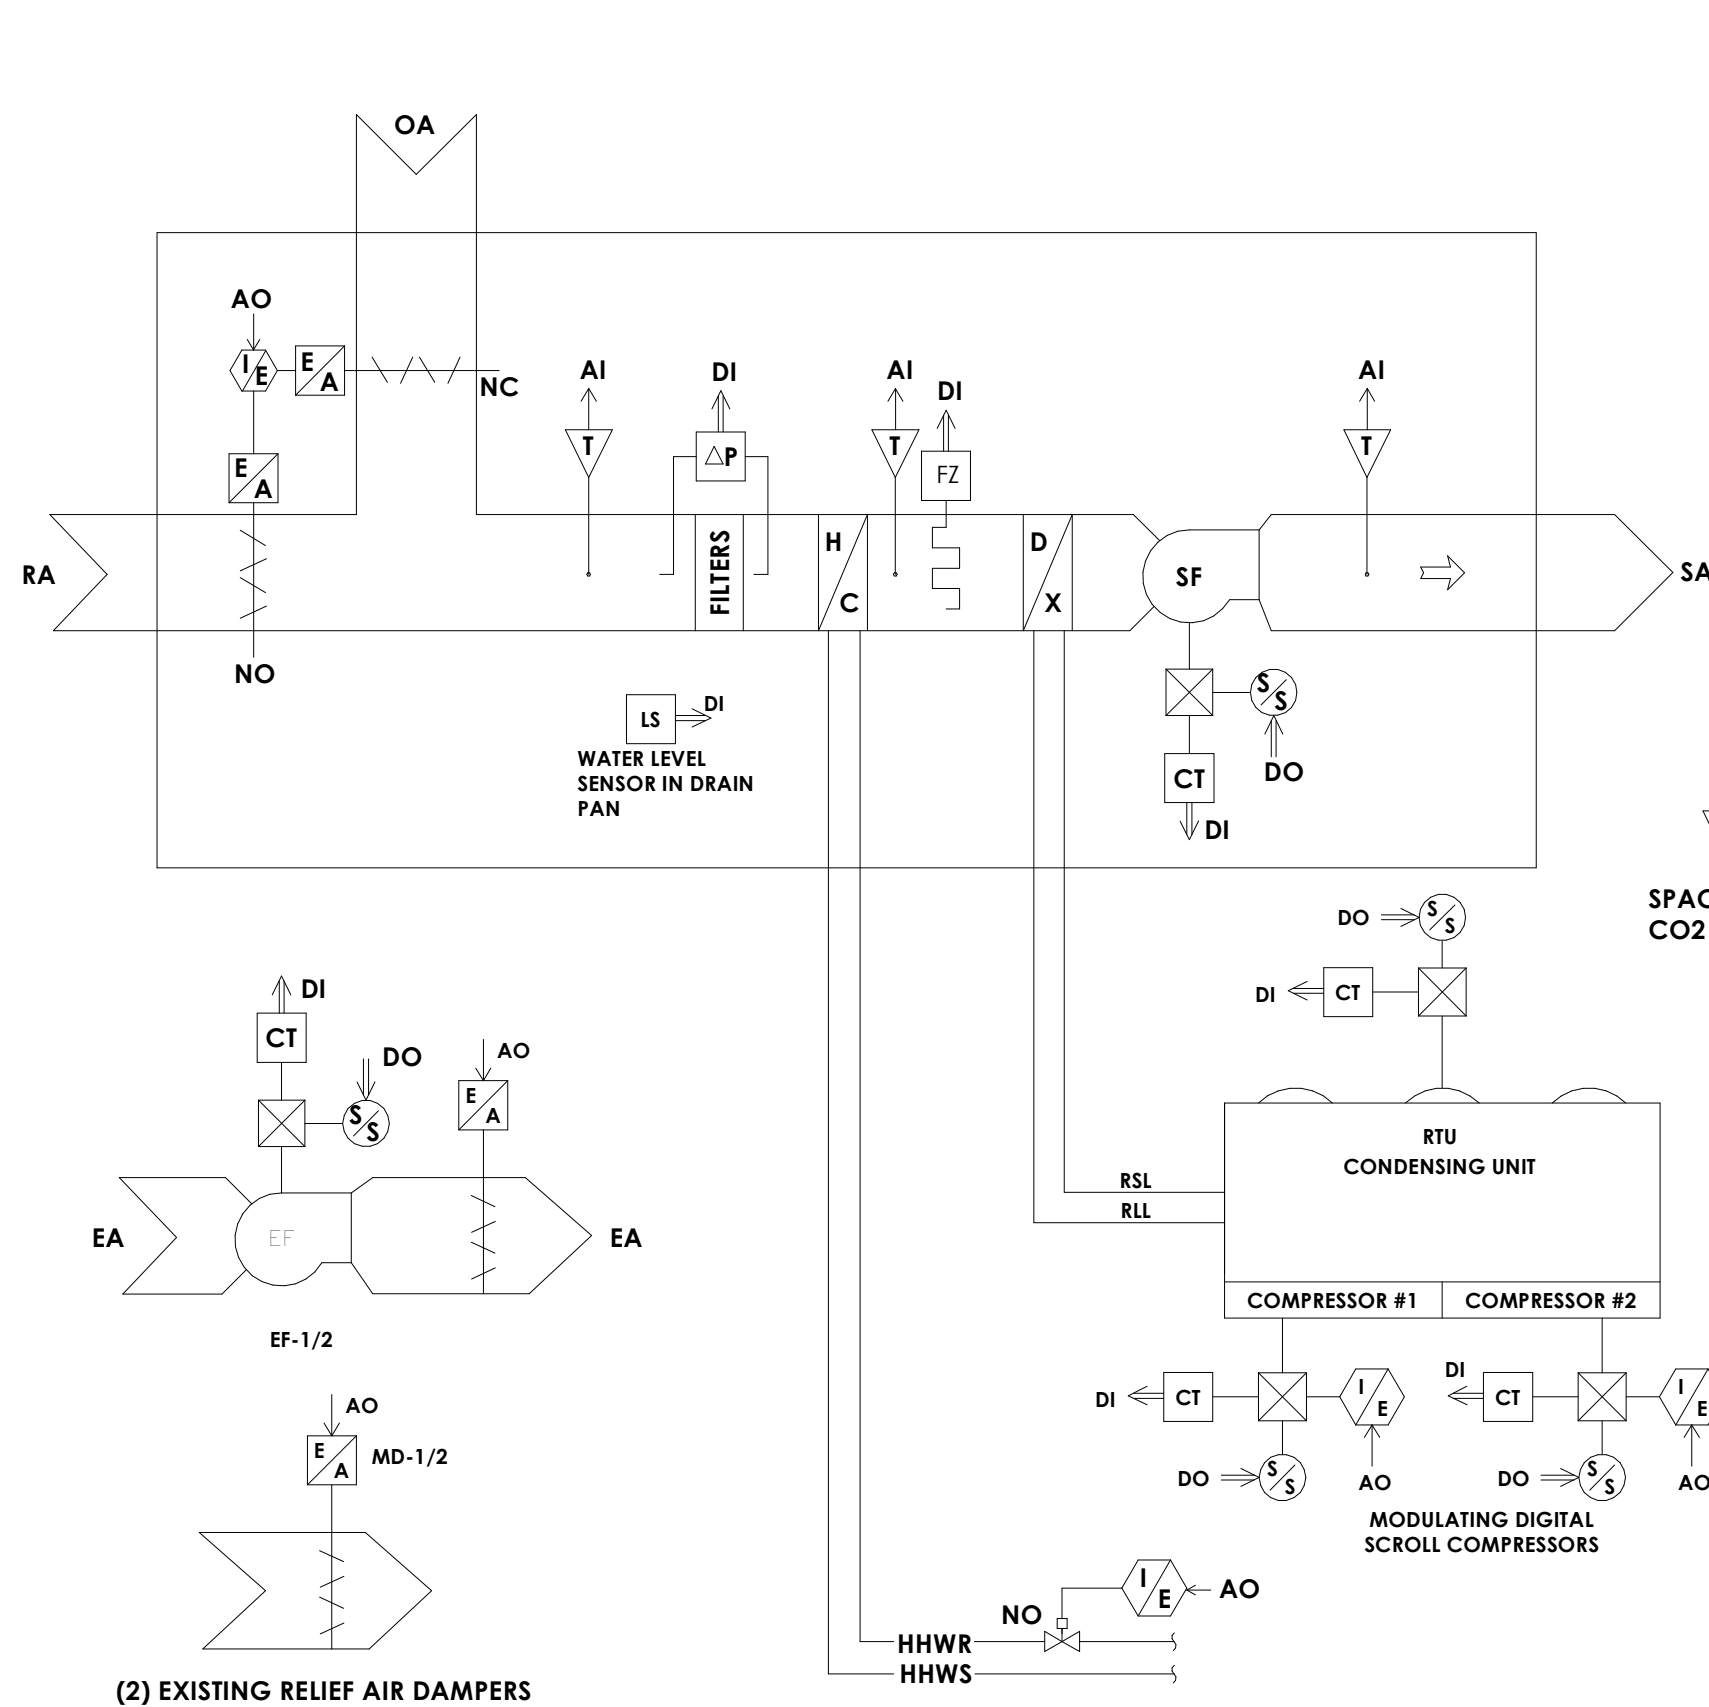 OA
AO
I/E
E/A
NC
AI
DI
AI
DI
AI
T
△P
T
FZ
T
E/A
RA
FILTERS
H/C
D/X
SF
SA
NO
LS
DI
WATER LEVEL
SENSOR IN DRAIN
PAN
S/S
CT
DO
DI
SPAC
CO2
DO
S/S
DI
CT
DI
CT
DO
AO
S/S
E/A
RTU
CONDENSING UNIT
RSL
RLL
EA
EF
EA
COMPRESSOR #1
COMPRESSOR #2
EF-1/2
DI
CT
I/E
DI
CT
I/E
AO
E/A
MD-1/2
DO
S/S
AO
DO
S/S
AO
MODULATING DIGITAL
SCROLL COMPRESSORS
I/E
AO
NO
HHWR
HHWS
(2) EXISTING RELIEF AIR DAMPERS